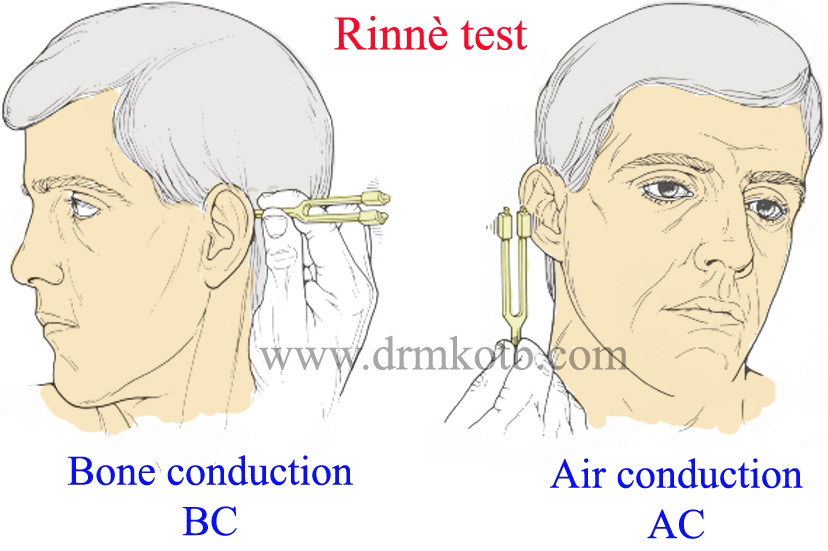 Rinnè test
www.drmkotb.com
Bone conduction
BC
Air conduction
AC